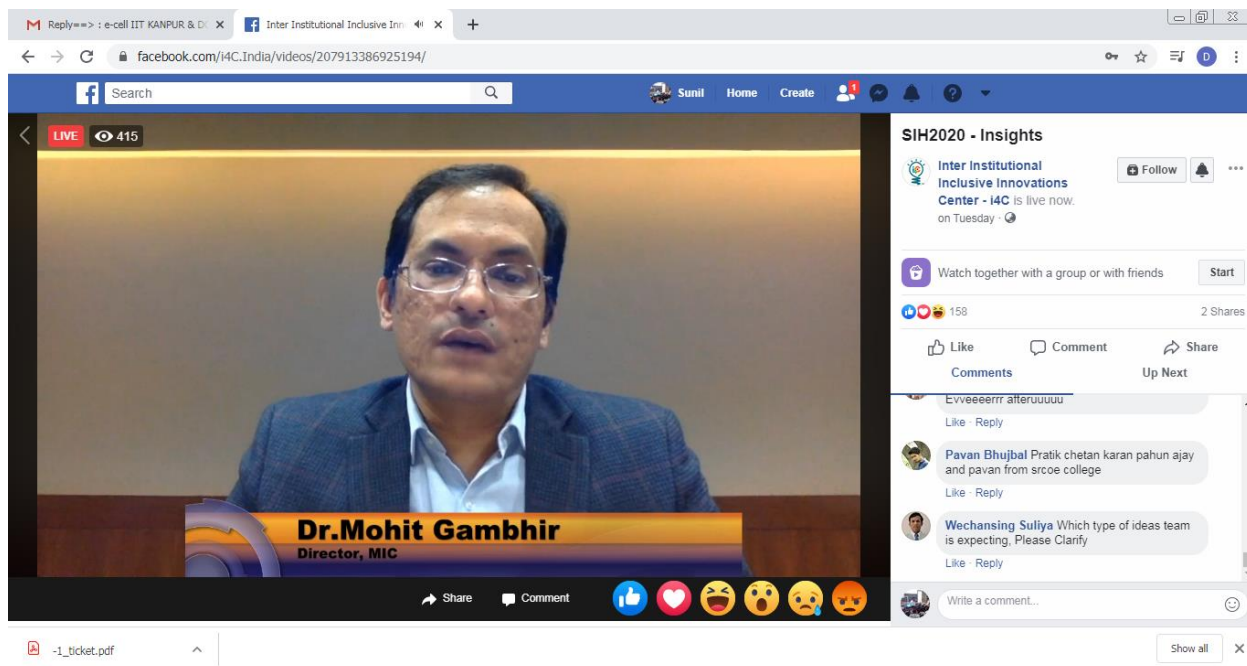 Reply==> : e-cell IIT KANPUR & D
Inter Institutional Inclusive Inn
facebook.com/i4C.India/videos/207913386925194/
D
f
Search
Sunil
Home
Create
1
LIVE
415
Dr.Mohit Gambhir
Director, MIC
Share
Comment
SIH2020 - Insights
Inter Institutional
Inclusive Innovations
Center - i4C is live now.
on Tuesday ·
Follow
Watch together with a group or with friends
Start
158
2 Shares
Like
Comment
Share
Comments
Up Next
Evveeeerrr afteruuuuu
Like · Reply
Pavan Bhujbal Pratik chetan karan pahun ajay
and pavan from srcoe college
Like · Reply
Wechansing Suliya Which type of ideas team
is expecting, Please Clarify
Like · Reply
Write a comment...
-1_ticket.pdf
Show all